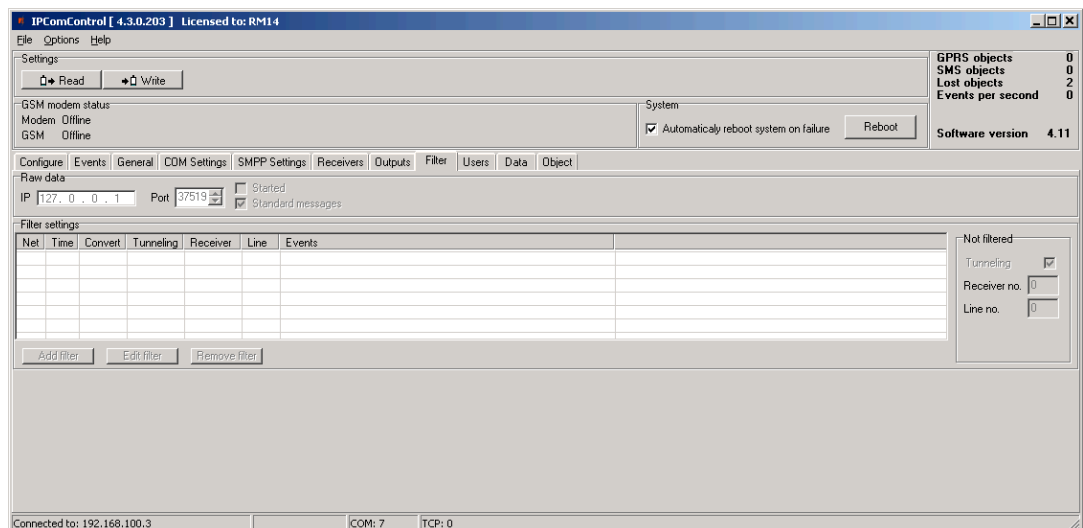 IPComControl [ 4.3.0.203 ] Licensed to: RM14
File Options Help
Settings
Read Write
GPRS objects 0
SMS objects 0
Lost objects 2
Events per second 0
Software version 4.11
GSM modem status
Modem Offline
GSM Offline
System
Automaticaly reboot system on failure Reboot
Configure Events General COM Settings SMPP Settings Receivers Outputs Filter Users Data Object
Raw data
IP 127. 0 . 0 . 1 Port 37519 Started
Standard messages
Filter settings
Net Time Convert Tunneling Receiver Line Events
Not filtered
Tunneling
Receiver no. 0
Line no. 0
Add filter Edit filter Remove filter
Connected to: 192.168.100.3 COM: 7 TCP: 0